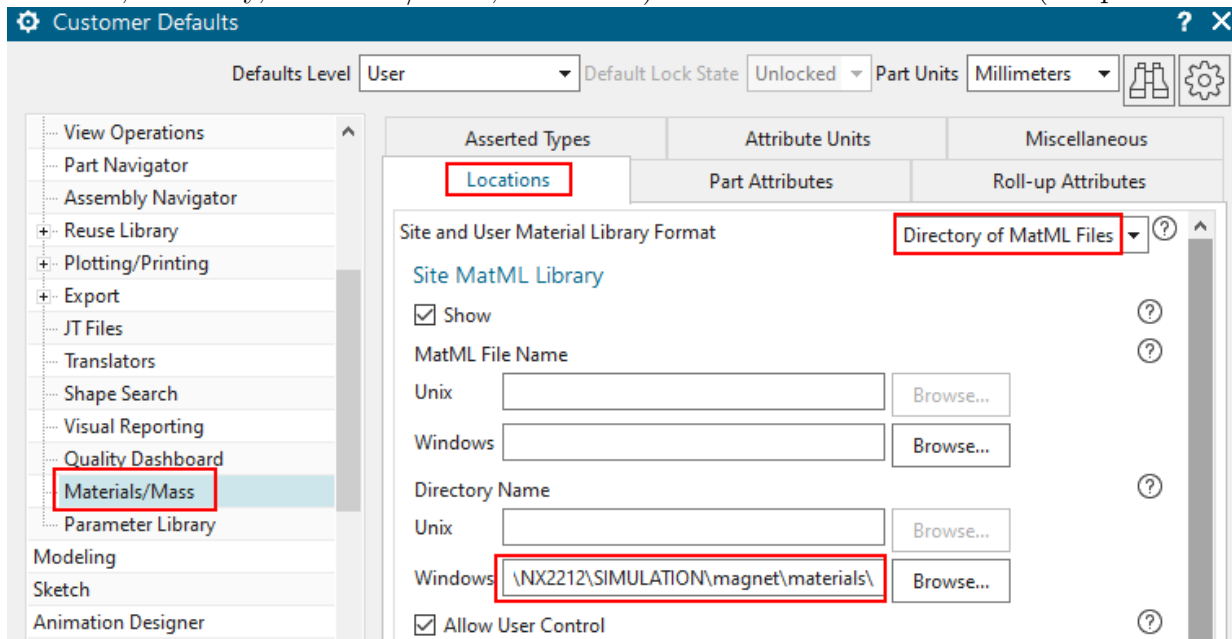 Customer Defaults ? ×
Defaults Level User Default Lock State Unlocked Part Units Millimeters
View Operations
Part Navigator
Assembly Navigator
Reuse Library
Plotting/Printing
Export
JT Files
Translators
Shape Search
Visual Reporting
Quality Dashboard
Materials/Mass
Parameter Library
Modeling
Sketch
Animation Designer
Asserted Types Attribute Units Miscellaneous
Locations Part Attributes Roll-up Attributes
Site and User Material Library Format Directory of MatML Files ?
Site MatML Library
Show ?
MatML File Name ?
Unix Browse...
Windows Browse...
Directory Name ?
Unix Browse...
Windows \NX2212\SIMULATION\magnet\materials\ Browse...
Allow User Control ?